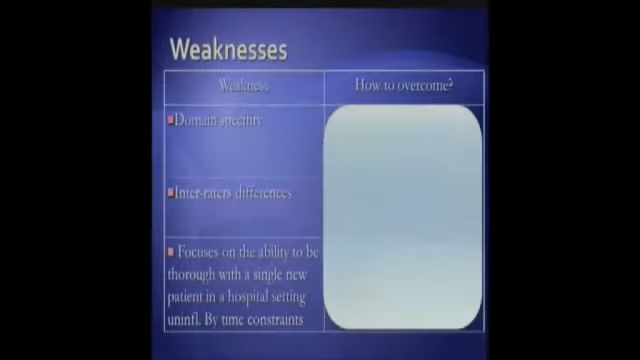 Weaknesses
Weakness
How to overcome?
Domain specifity
Inter-raters differences
Focuses on the ability to be
thorough with a single new
patient in a hospital setting
uninfl. By time constraints